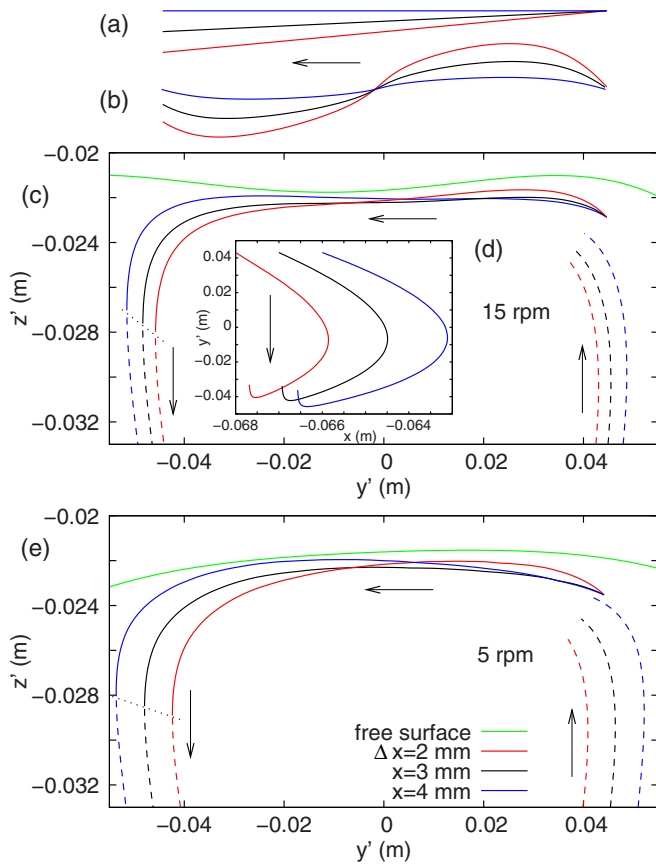 (a)
(b)
−0.02
(c)
−0.024
−0.028
−0.032
z' (m)
(d)
0.04
0.02
0
−0.02
−0.04
y' (m)
−0.068 −0.066 −0.064
x (m)
15 rpm
−0.04 −0.02 0 0.02 0.04
y' (m)
−0.02
(e)
−0.024
−0.028
−0.032
z' (m)
5 rpm
free surface
Δ x=2 mm
x=3 mm
x=4 mm
−0.04 −0.02 0 0.02 0.04
y' (m)